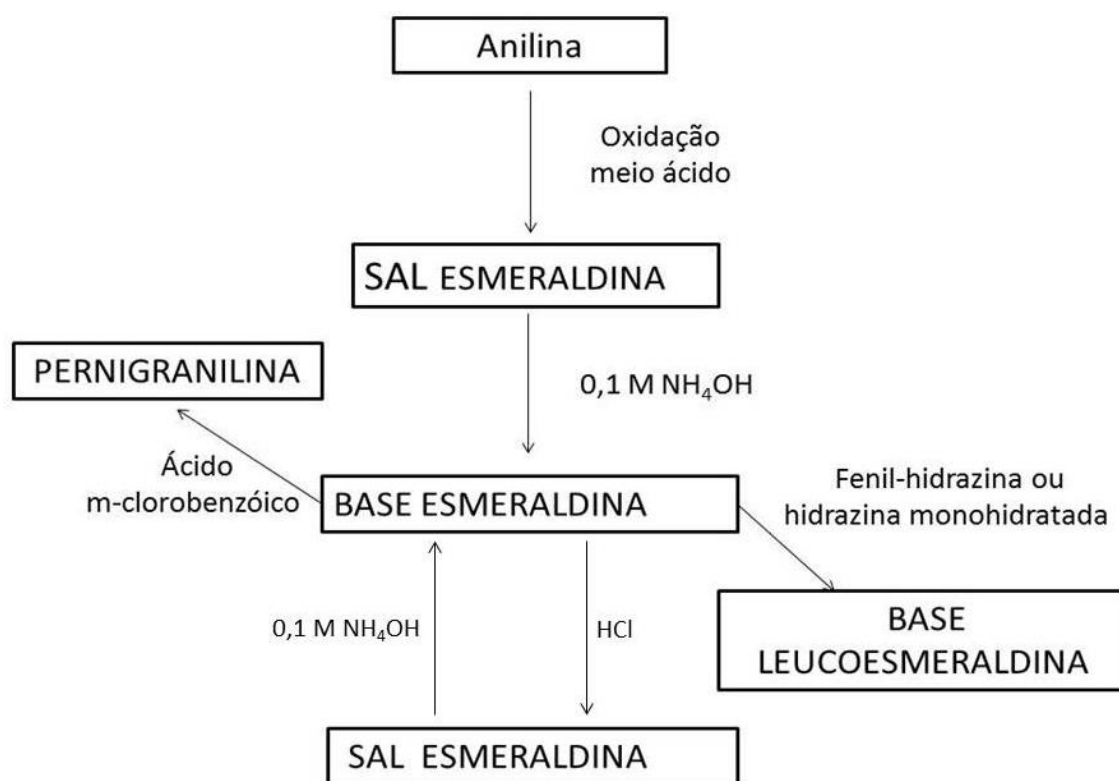 Anilina
Oxidação
meio ácido
SAL ESMERALDINA
PERNIGRANILINA
0,1 M NH₄OH
Ácido
m-clorobenzóico
BASE ESMERALDINA
Fenil-hidrazina ou
hidrazina monohidratada
0,1 M NH₄OH
HCl
BASE
LEUCOESMERALDINA
SAL ESMERALDINA